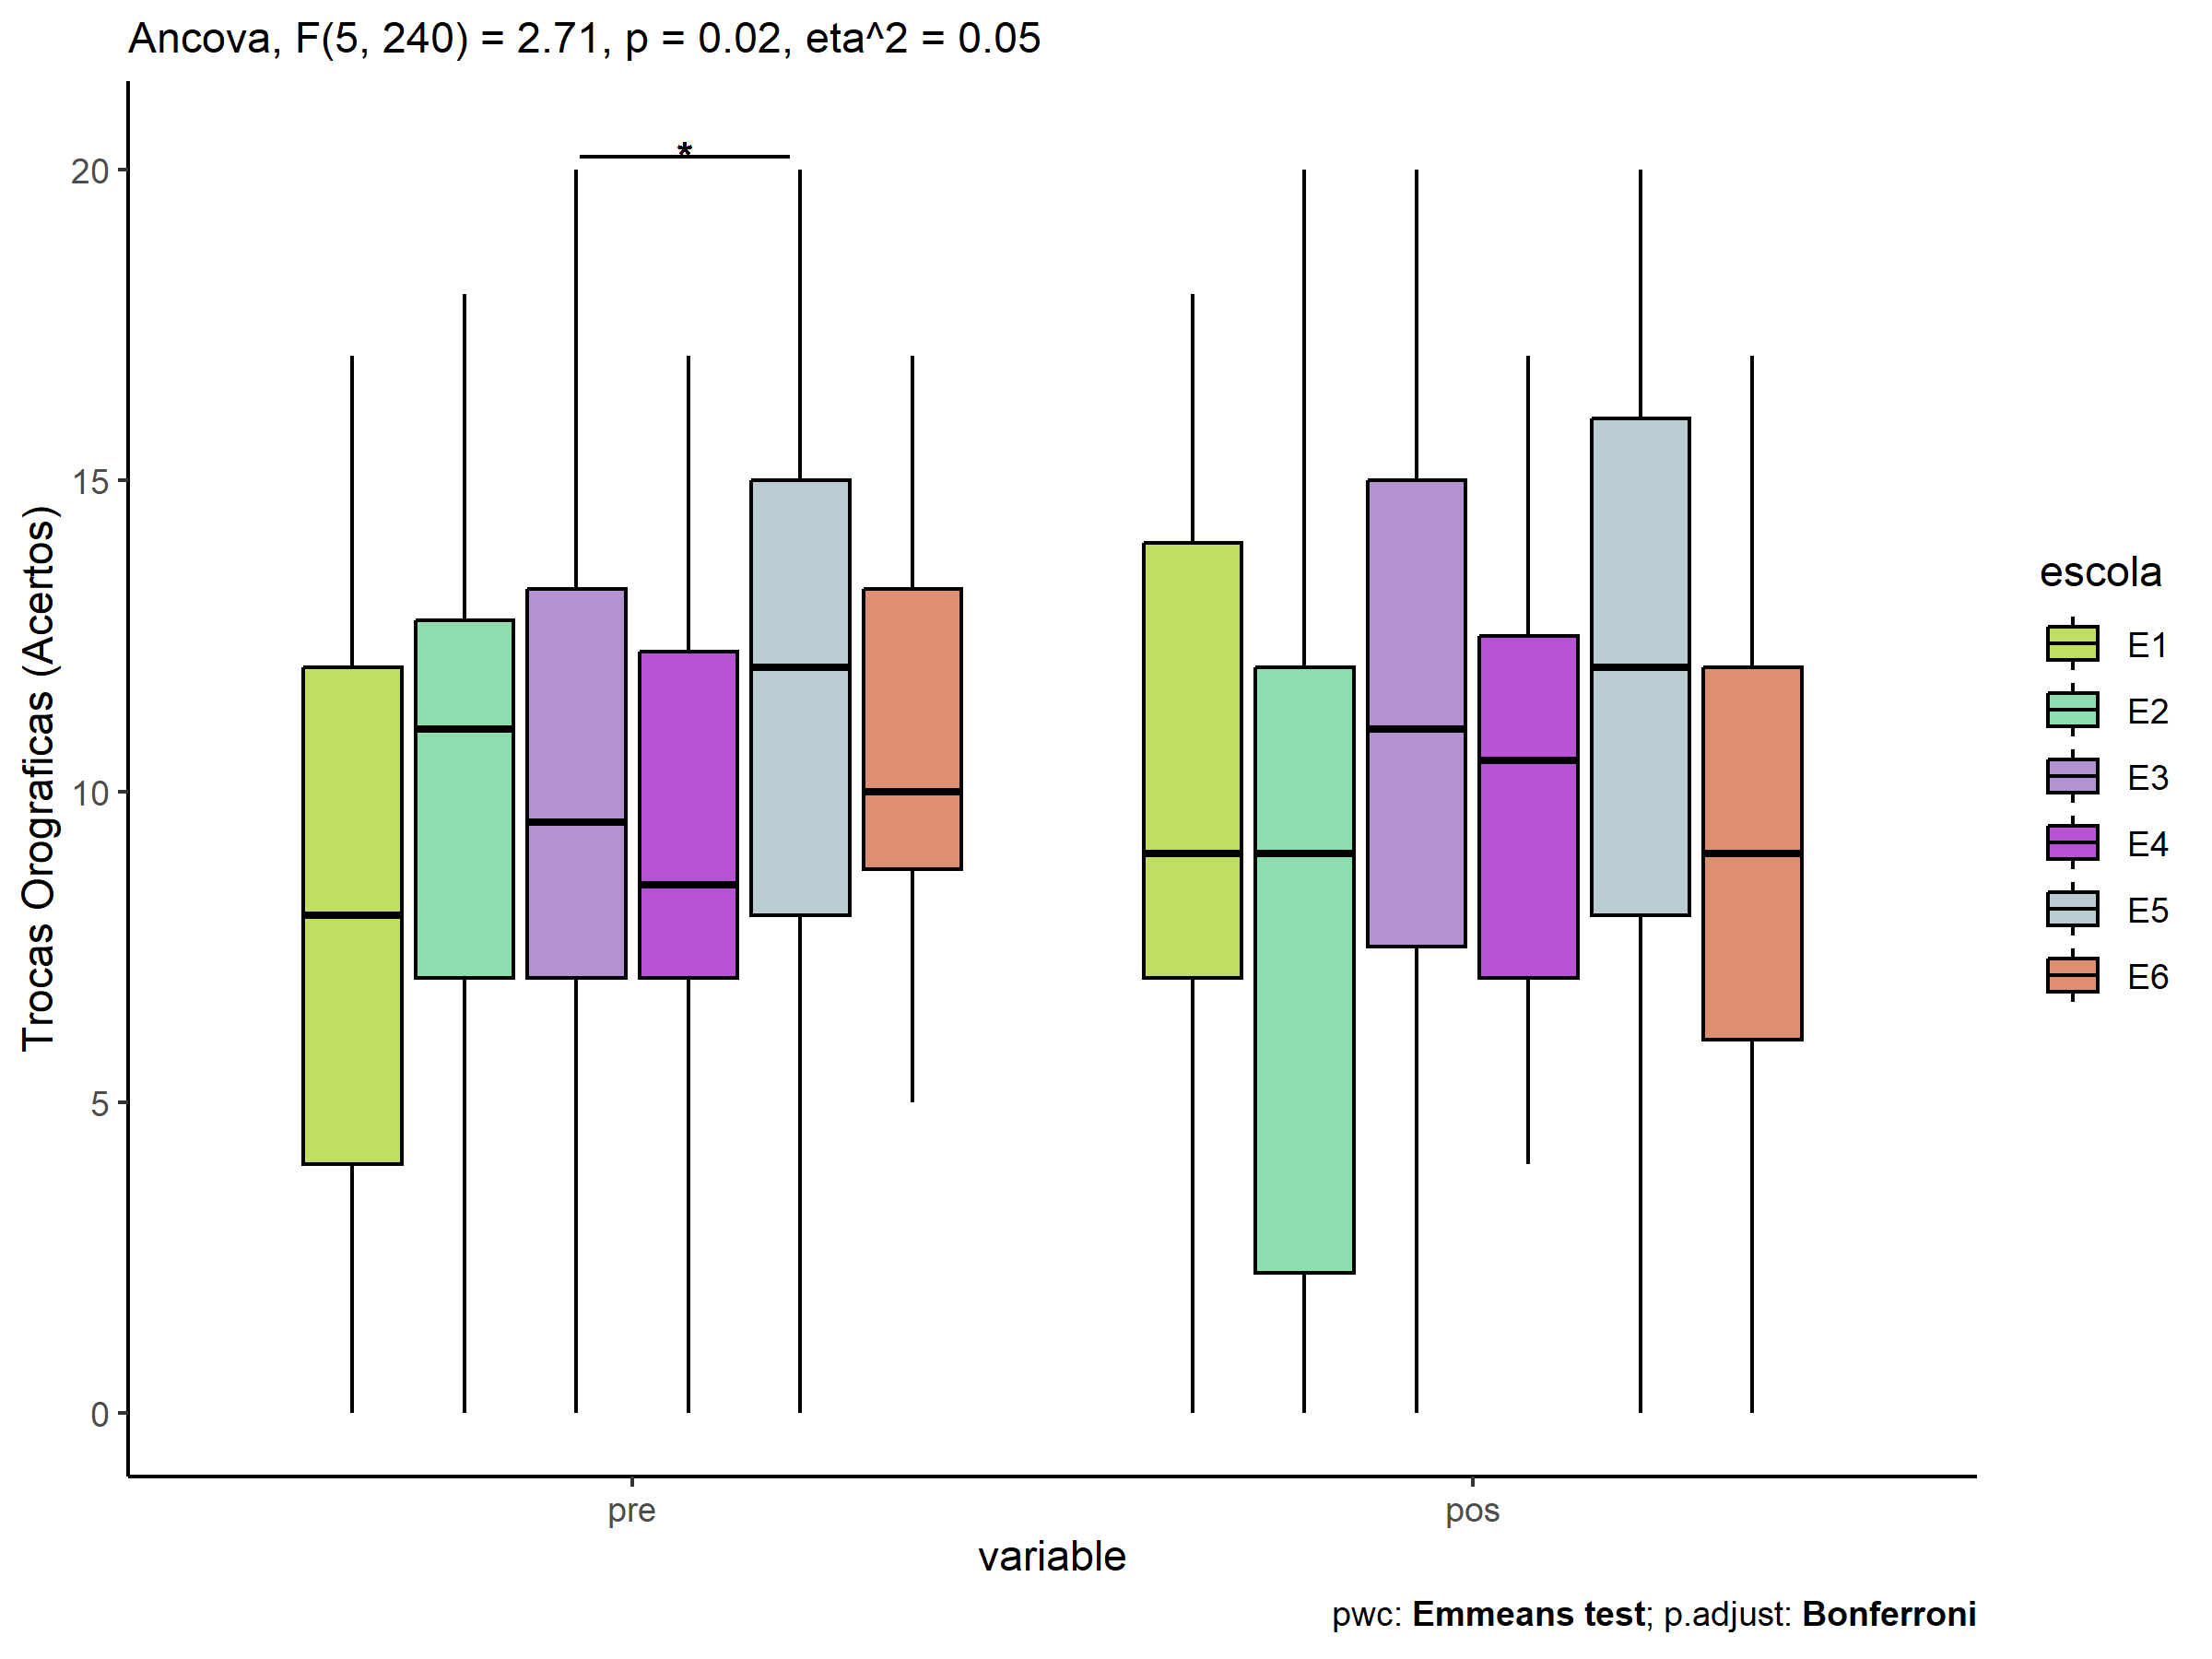 Ancova, F(5, 240) = 2.71, p = 0.02, eta^2 = 0.05
*
20
15
10
5
0
Trocas Orograficas (Acertos)
pre
pos
variable
escola
E1
E2
E3
E4
E5
E6
pwc: Emmeans test; p.adjust: Bonferroni